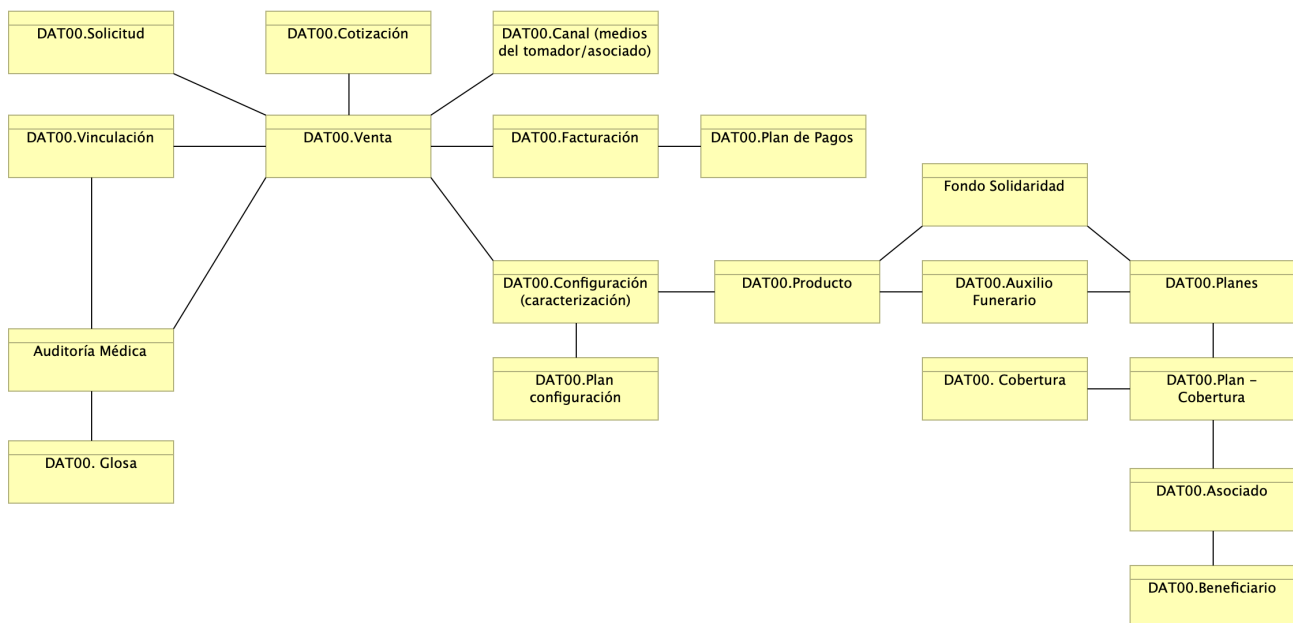 DAT00.Solicitud
DAT00.Cotización
DAT00.Canal (medios
del tomador/asociado)
DAT00.Vinculación
DAT00.Venta
DAT00.Facturación
DAT00.Plan de Pagos
Fondo Solidaridad
DAT00.Configuración
(caracterización)
DAT00.Producto
DAT00.Auxilio
Funerario
DAT00.Planes
Auditoría Médica
DAT00.Plan
configuración
DAT00. Cobertura
DAT00.Plan –
Cobertura
DAT00. Glosa
DAT00.Asociado
DAT00.Beneficiario